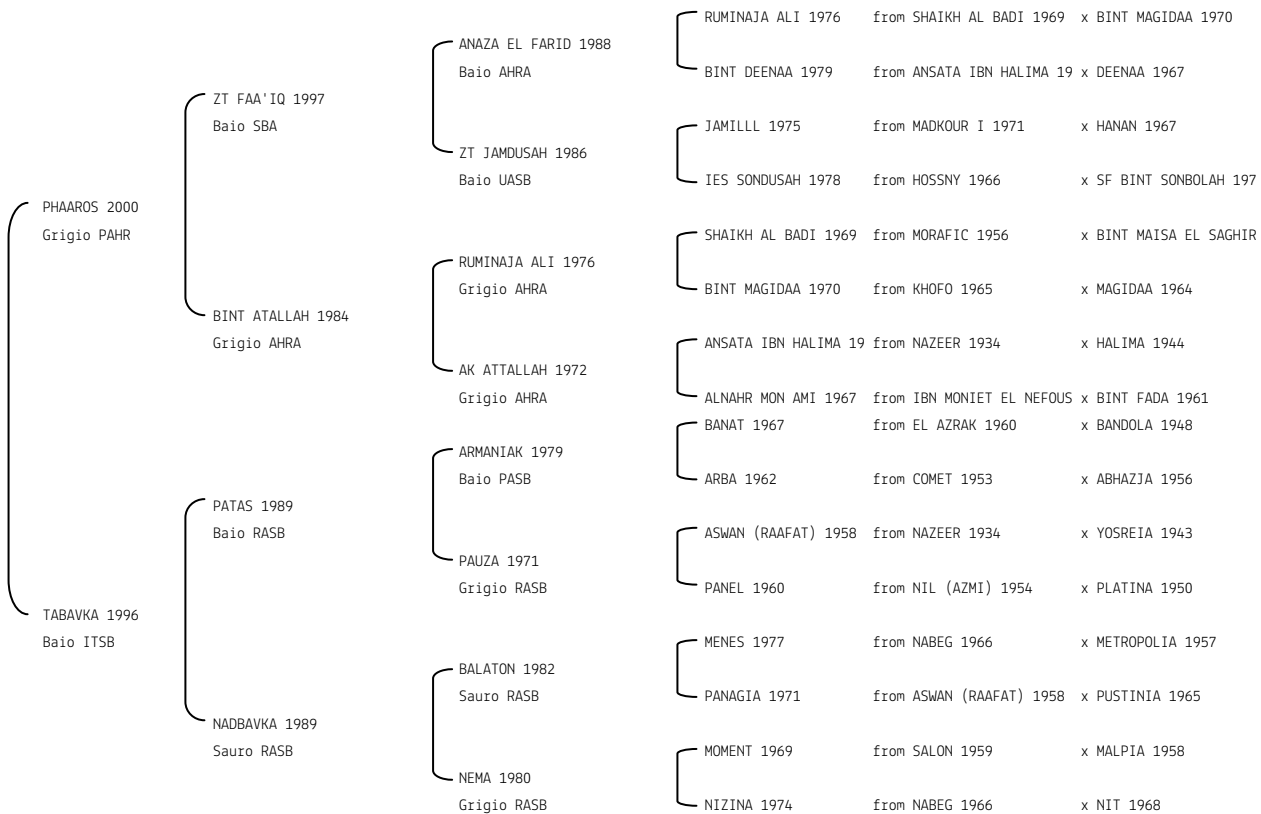 RUMINAJA ALI 1976 from SHAIKH AL BADI 1969 x BINT MAGIDAA 1970
ANAZA EL FARID 1988
Baio AHRA
BINT DEENAA 1979 from ANSATA IBN HALIMA 19 x DEENAA 1967
ZT FAA'IQ 1997
Baio SBA
JAMILLL 1975 from MADKOUR I 1971 x HANAN 1967
ZT JAMDUSAH 1986
Baio UASB
IES SONDUSAH 1978 from HOSSNY 1966 x SF BINT SONBOLAH 197
PHAAROS 2000
Grigio PAHR
SHAIKH AL BADI 1969 from MORAFIC 1956 x BINT MAISA EL SAGHIR
RUMINAJA ALI 1976
Grigio AHRA
BINT MAGIDAA 1970 from KHOFO 1965 x MAGIDAA 1964
BINT ATALLAH 1984
Grigio AHRA
ANSATA IBN HALIMA 19 from NAZEER 1934 x HALIMA 1944
AK ATTALLAH 1972
Grigio AHRA
ALNAHR MON AMI 1967 from IBN MONIET EL NEFOUS x BINT FADA 1961
BANAT 1967 from EL AZRAK 1960 x BANDOLA 1948
ARMANIAK 1979
Baio PASB
ARBA 1962 from COMET 1953 x ABHAZJA 1956
PATAS 1989
Baio RASB
ASWAN (RAAFAT) 1958 from NAZEER 1934 x YOSREIA 1943
PAUZA 1971
Grigio RASB
PANEL 1960 from NIL (AZMI) 1954 x PLATINA 1950
TABAVKA 1996
Baio ITSB
MENES 1977 from NABEG 1966 x METROPOLIA 1957
BALATON 1982
Sauro RASB
PANAGIA 1971 from ASWAN (RAAFAT) 1958 x PUSTINIA 1965
NADBAVKA 1989
Sauro RASB
MOMENT 1969 from SALON 1959 x MALPIA 1958
NEMA 1980
Grigio RASB
NIZINA 1974 from NABEG 1966 x NIT 1968